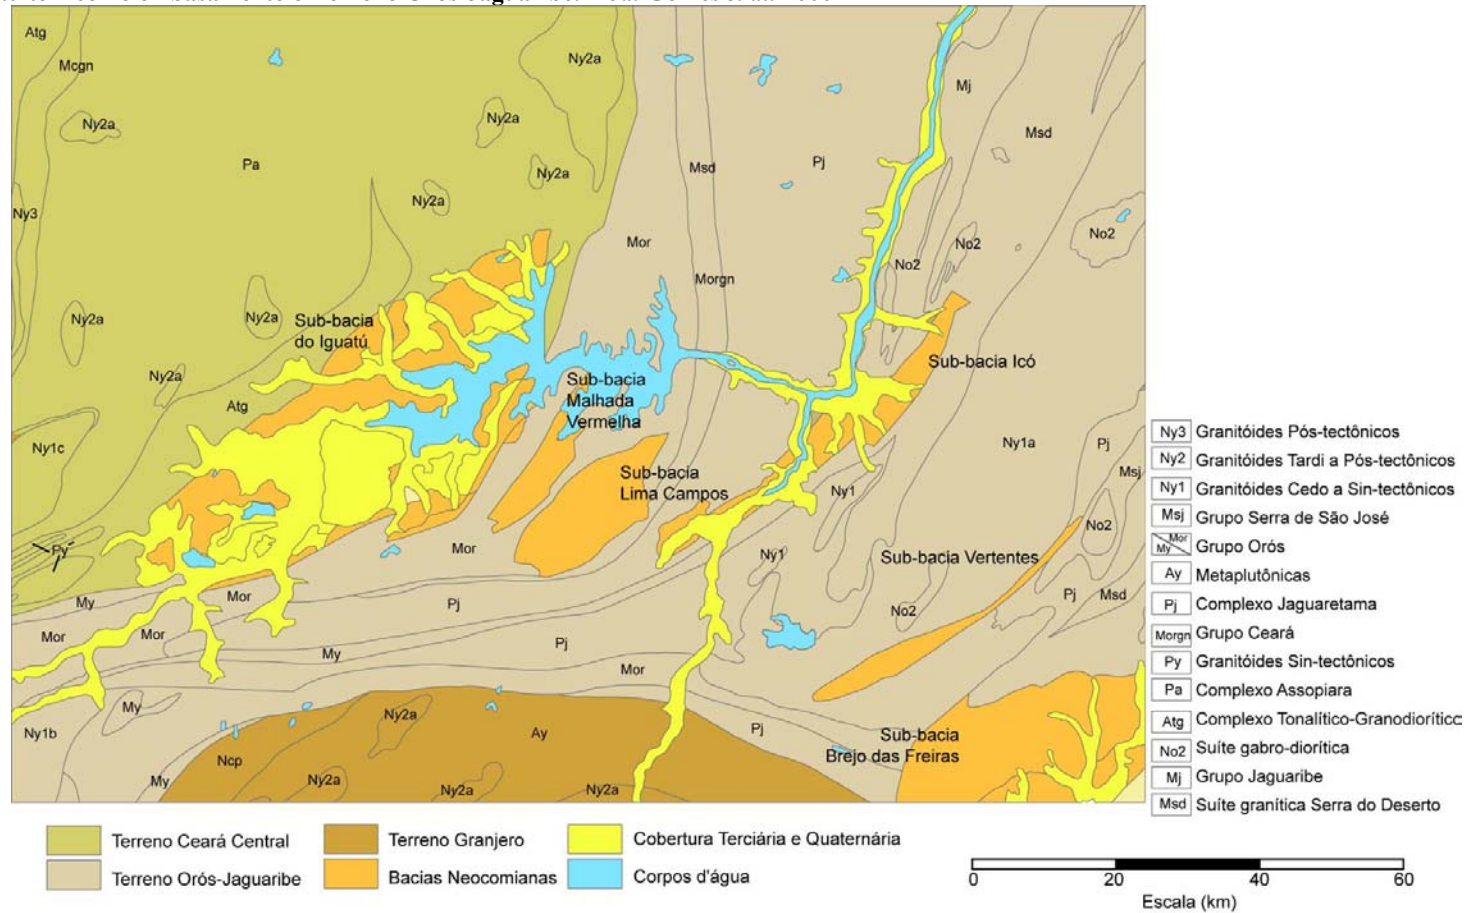 Atg
Mcgn
Ny2a
Ny2a
Ny2a
Mj
Msd
Pa
Ny2a
Msd
Pj
Ny2a
Ny3
Mor
No2
No2
No2
Morgn
Ny2a
Ny2a
Sub-bacia
do Iguatú
Sub-bacia Icó
Ny2a
Sub-bacia
Malhada
Vermelha
Atg
Ny1c
Ny1a
Pj
Msj
Sub-bacia
Lima Campos
Ny1
No2
Py
Mor
Ny1
Sub-bacia Vertentes
My
Mor
Pj
No2
Pj
Msd
Mor
Mor
My
Pj
Mor
My
Ny2a
Ny1b
Ay
Pj
Sub-bacia
Brejo das Freiras
Ncp
My
Ny2a
Ny2a
Ny2a
Ny3 Granitóides Pós-tectônicos
Ny2 Granitóides Tardi a Pós-tectônicos
Ny1 Granitóides Cedo a Sin-tectônicos
Msj Grupo Serra de São José
My Mor Grupo Orós
Ay Metaplutônicas
Pj Complexo Jaguaretama
Morgn Grupo Ceará
Py Granitóides Sin-tectônicos
Pa Complexo Assopiara
Atg Complexo Tonalítico-Granodiorítico
No2 Suíte gabro-diorítica
Mj Grupo Jaguaribe
Msd Suíte granítica Serra do Deserto
Terreno Ceará Central
Terreno Granjero
Cobertura Terciária e Quaternária
Terreno Orós-Jaguaribe
Bacias Neocomianas
Corpos d'água
0 20 40 60
Escala (km)